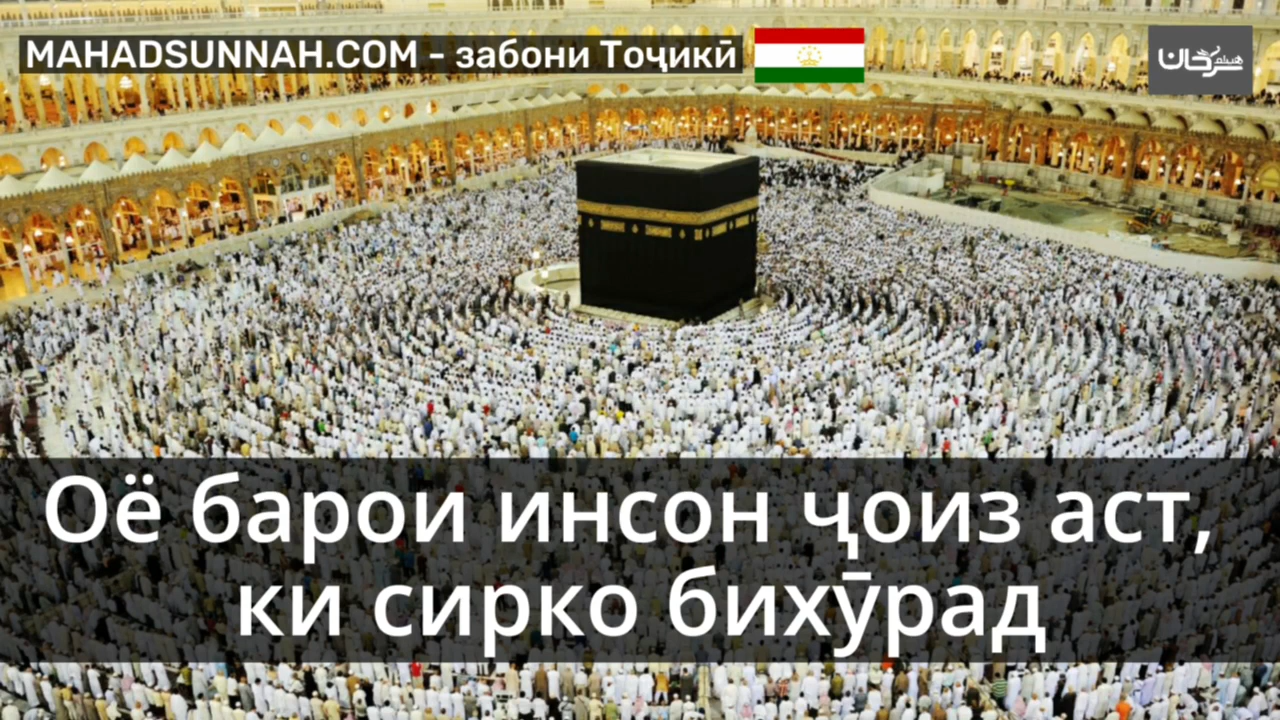 MAHADSUNNAH.COM - забони Тоҷикӣ
Оё барои инсон ҷоиз аст,
ки сирко бихӯрад